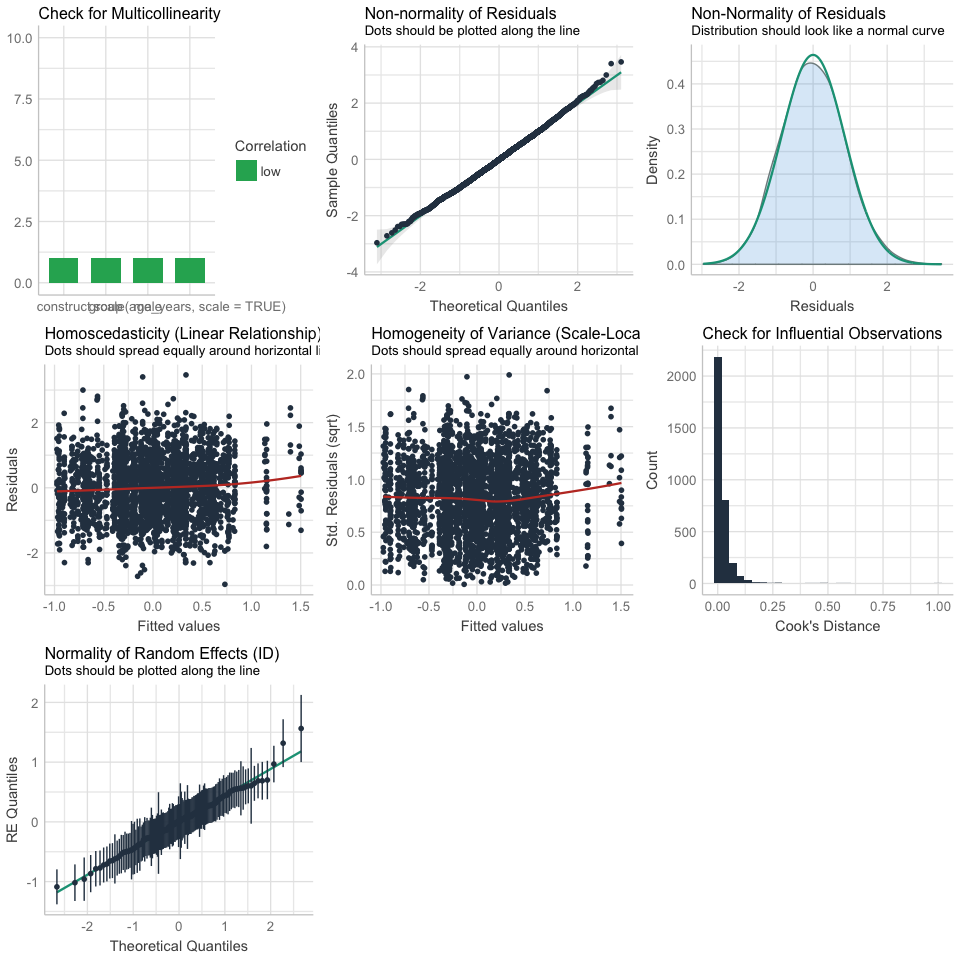 Check for Multicollinearity
10.0
7.5
5.0
2.5
0.0
Correlation
low
Non-normality of Residuals
Dots should be plotted along the line
Sample Quantiles
4
2
0
-2
-4
-2
0
2
Theoretical Quantiles
Non-Normality of Residuals
Distribution should look like a normal curve
Density
0.4
0.3
0.2
0.1
0.0
-2
0
2
Residuals
Homoscedasticity (Linear Relationship)
Dots should spread equally around horizontal li
Residuals
2
0
-2
-1.0
-0.5
0.0
0.5
1.0
1.5
Fitted values
Homogeneity of Variance (Scale-Loca
Dots should spread equally around horizontal
Std. Residuals (sqrt)
2.0
1.5
1.0
0.5
0.0
-1.0
-0.5
0.0
0.5
1.0
1.5
Fitted values
Check for Influential Observations
Count
2000
1500
1000
500
0
0.00
0.25
0.50
0.75
1.00
Cook's Distance
Normality of Random Effects (ID)
Dots should be plotted along the line
RE Quantiles
2
1
0
-1
-2
-1
0
1
2
Theoretical Quantiles